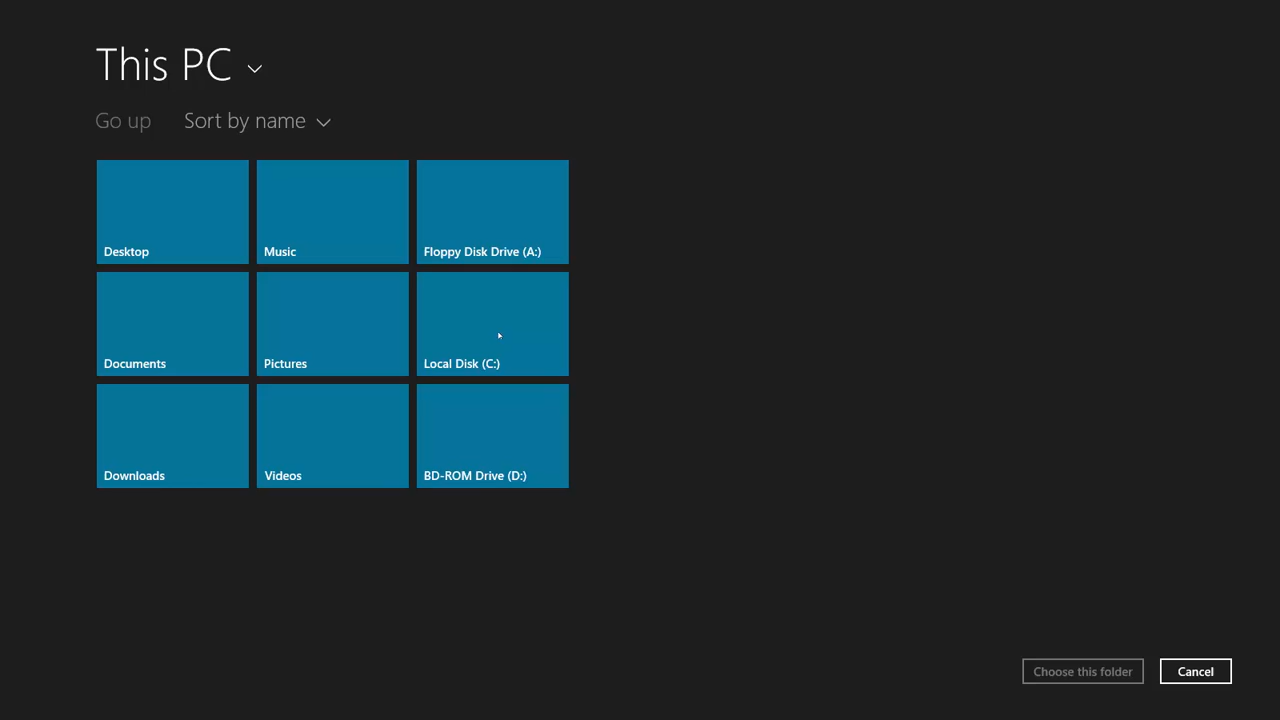 This PC
Go up Sort by name
Desktop Music Floppy Disk Drive (A:)
Documents Pictures Local Disk (C:)
Downloads Videos BD-ROM Drive (D:)
Choose this folder Cancel